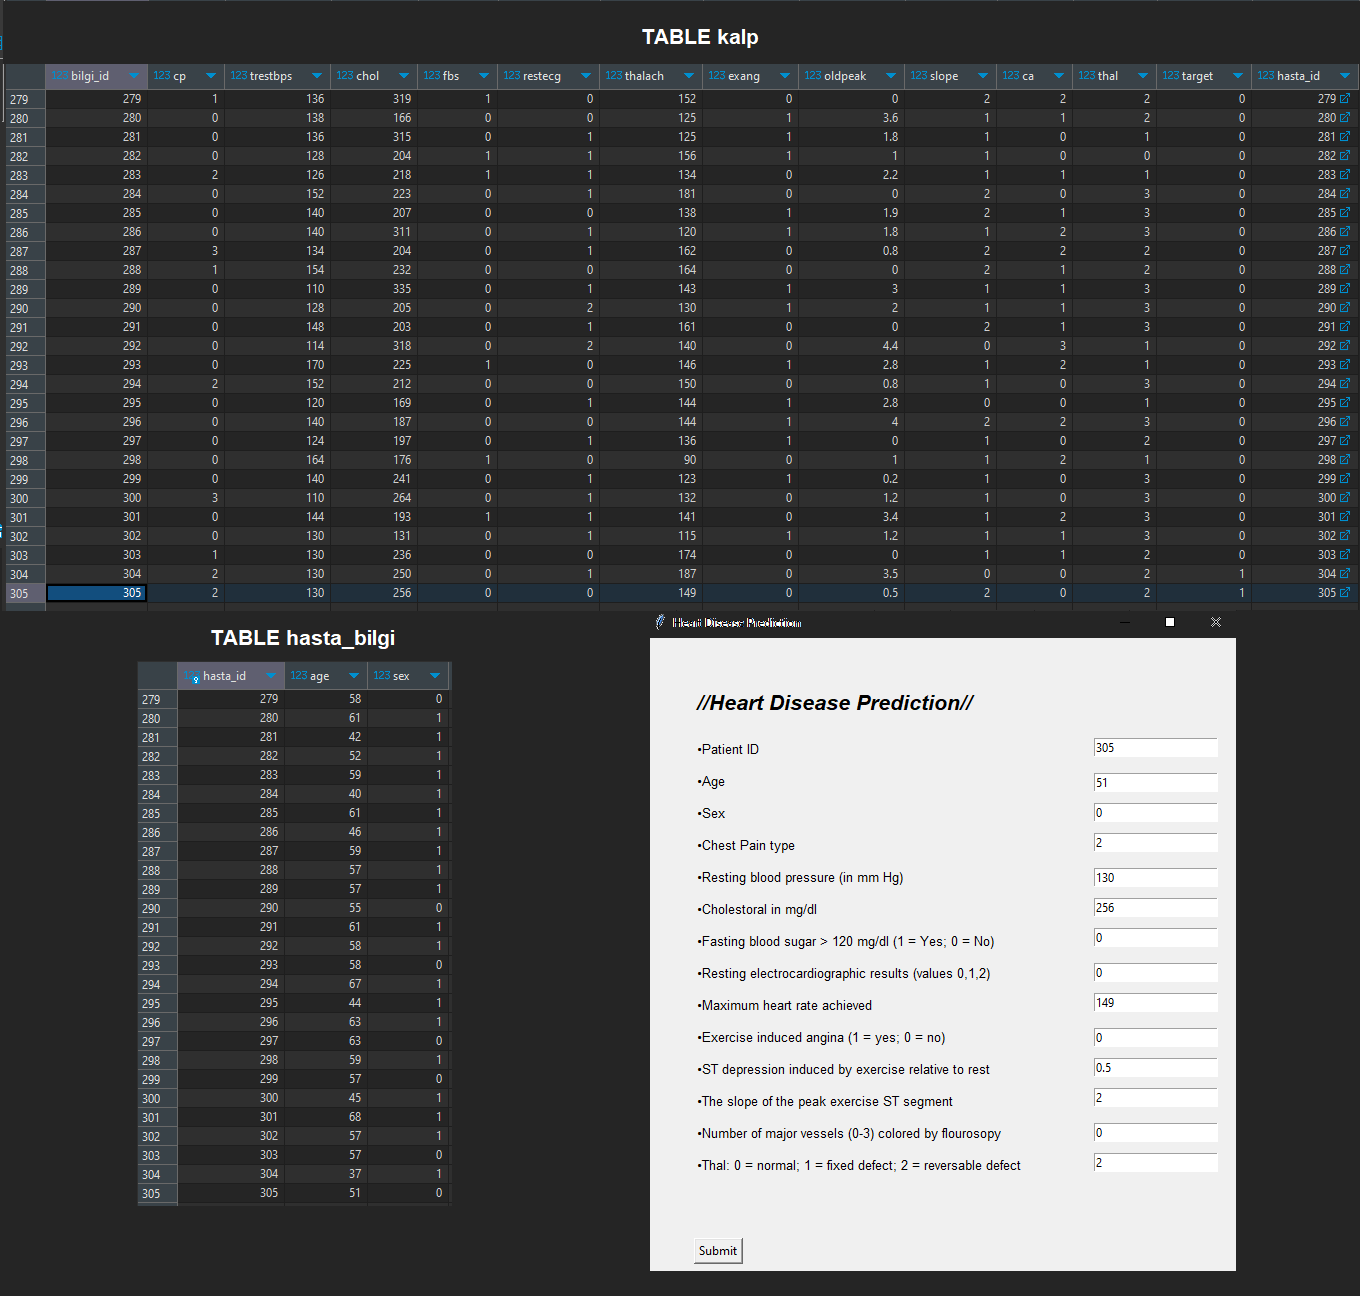 TABLE kalp
123 bilgi_id 123 cp 123 trestbps 123 chol 123 fbs 123 restecg 123 thalach 123 exang 123 oldpeak 123 slope 123 ca 123 thal 123 target 123 hasta_id
279 279 1 136 319 1 0 152 0 0 2 2 2 0 279
280 280 0 138 166 0 0 125 1 3.6 1 1 2 0 280
281 281 0 136 315 0 1 125 1 1.8 1 0 1 0 281
282 282 0 128 204 1 1 156 1 1 1 0 0 0 282
283 283 2 126 218 1 1 134 0 2.2 1 1 1 0 283
284 284 0 152 223 0 1 181 0 0 2 0 3 0 284
285 285 0 140 207 0 0 138 1 1.9 2 1 3 0 285
286 286 0 140 311 0 1 120 1 1.8 1 2 3 0 286
287 287 3 134 204 0 1 162 0 0.8 2 2 2 0 287
288 288 1 154 232 0 0 164 0 0 2 1 2 0 288
289 289 0 110 335 0 1 143 1 3 1 1 3 0 289
290 290 0 128 205 0 2 130 1 2 1 1 3 0 290
291 291 0 148 203 0 1 161 0 0 2 1 3 0 291
292 292 0 114 318 0 2 140 0 4.4 0 3 1 0 292
293 293 0 170 225 1 0 146 1 2.8 1 2 1 0 293
294 294 2 152 212 0 0 150 0 0.8 1 0 3 0 294
295 295 0 120 169 0 1 144 1 2.8 0 0 1 0 295
296 296 0 140 187 0 0 144 1 4 2 2 3 0 296
297 297 0 124 197 0 1 136 1 0 1 0 2 0 297
298 298 0 164 176 1 0 90 0 1 1 2 1 0 298
299 299 0 140 241 0 1 123 1 0.2 1 0 3 0 299
300 300 3 110 264 0 1 132 0 1.2 1 0 3 0 300
301 301 0 144 193 1 1 141 0 3.4 1 2 3 0 301
302 302 0 130 131 0 1 115 1 1.2 1 1 3 0 302
303 303 1 130 236 0 0 174 0 0 1 1 2 0 303
304 304 2 130 250 0 1 187 0 3.5 0 0 2 1 304
305 305 2 130 256 0 0 149 0 0.5 2 0 2 1 305
TABLE hasta_bilgi
hasta_id 123 age 123 sex
279 279 58 0
280 280 61 1
281 281 42 1
282 282 52 1
283 283 59 1
284 284 40 1
285 285 61 1
286 286 46 1
287 287 59 1
288 288 57 1
289 289 57 1
290 290 55 0
291 291 61 1
292 292 58 1
293 293 58 0
294 294 67 1
295 295 44 1
296 296 63 1
297 297 63 0
298 298 59 1
299 299 57 0
300 300 45 1
301 301 68 1
302 302 57 1
303 303 57 0
304 304 37 1
305 305 51 0
Heart Disease Prediction
//Heart Disease Prediction//
•Patient ID 305
•Age 51
•Sex 0
•Chest Pain type 2
•Resting blood pressure (in mm Hg) 130
•Cholestoral in mg/dl 256
•Fasting blood sugar > 120 mg/dl (1 = Yes; 0 = No) 0
•Resting electrocardiographic results (values 0,1,2) 0
•Maximum heart rate achieved 149
•Exercise induced angina (1 = yes; 0 = no) 0
•ST depression induced by exercise relative to rest 0.5
•The slope of the peak exercise ST segment 2
•Number of major vessels (0-3) colored by flourosopy 0
•Thal: 0 = normal; 1 = fixed defect; 2 = reversable defect 2
Submit